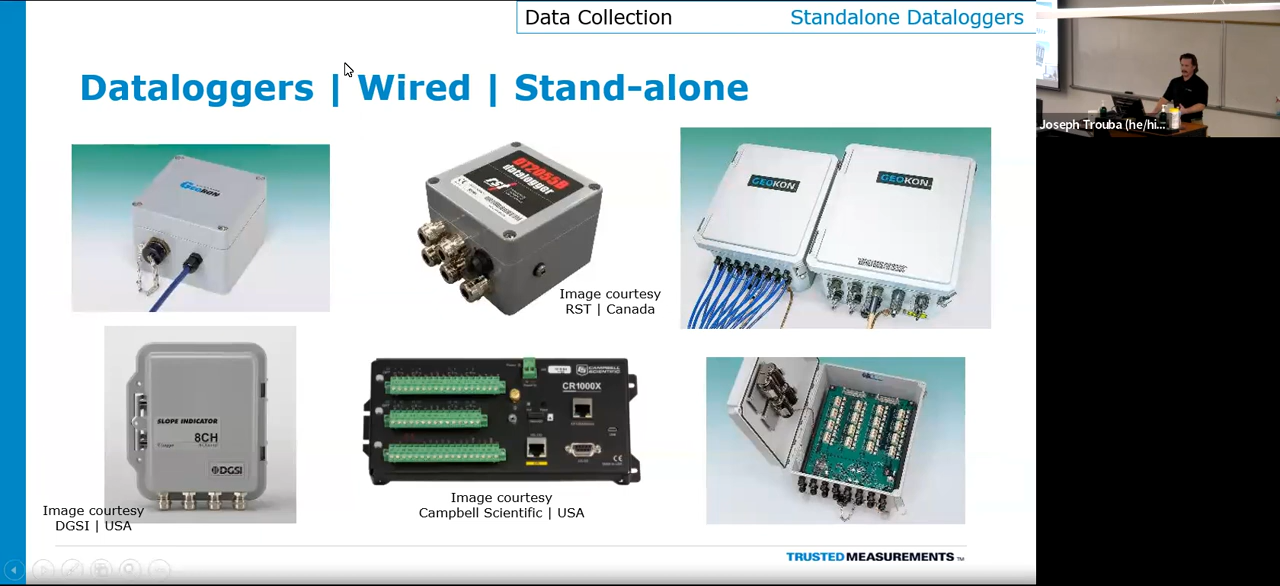 Data Collection
Standalone Dataloggers
Dataloggers | Wired | Stand-alone
Joseph Trouba (he/hi...
GEOKON
DT2055B
datalogger
rst
Image courtesy
RST | Canada
GEOKON
GEOKON
SLOPE INDICATOR
8CH
DGSI
Image courtesy
DGSI | USA
CAMPBELL
SCIENTIFIC
CR1000X
Image courtesy
Campbell Scientific | USA
TRUSTED MEASUREMENTS ™